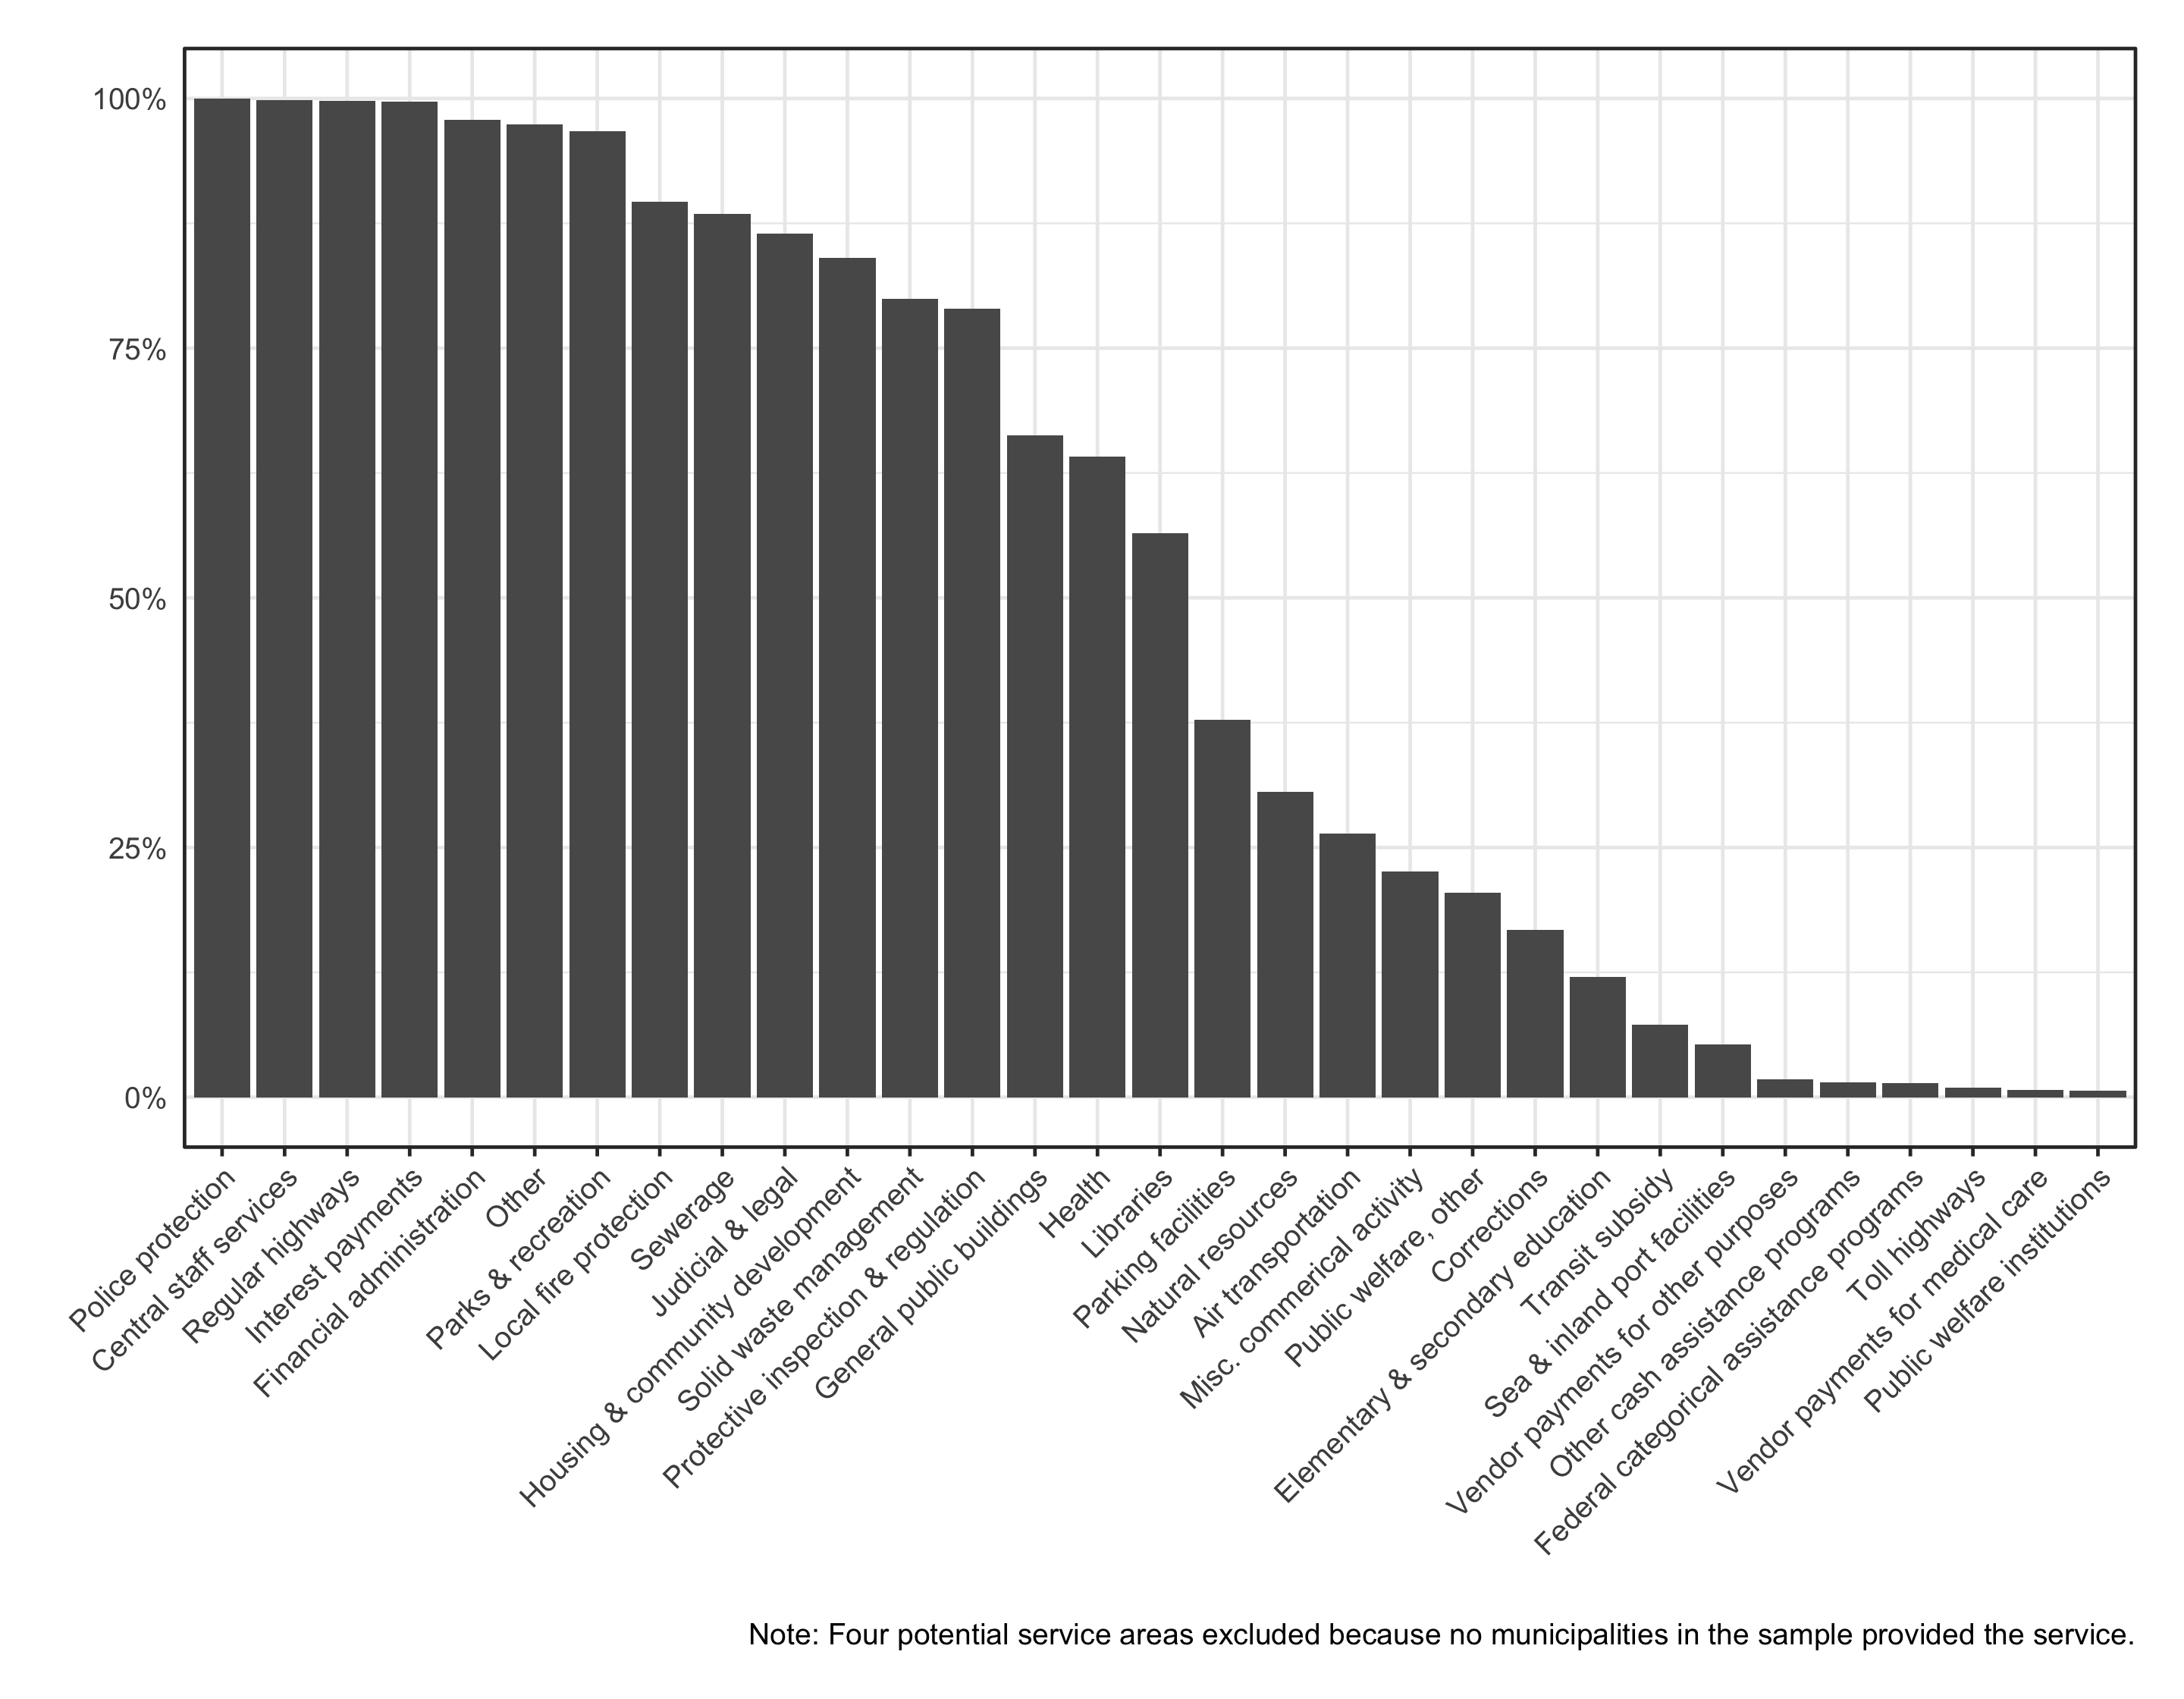 100%
75%
50%
25%
0%
Police protection
Central staff services
Regular highways
Interest payments
Financial administration
Other
Parks & recreation
Local fire protection
Sewerage
Judicial & legal
Housing & community development
Solid waste management
Protective inspection & regulation
General public buildings
Health
Libraries
Parking facilities
Natural resources
Air transportation
Misc. commerical activity
Public welfare, other
Corrections
Elementary & secondary education
Transit subsidy
Sea & inland port facilities
Vendor payments for other purposes
Other cash assistance programs
Federal categorical assistance programs
Toll highways
Vendor payments for medical care
Public welfare institutions
Note: Four potential service areas excluded because no municipalities in the sample provided the service.